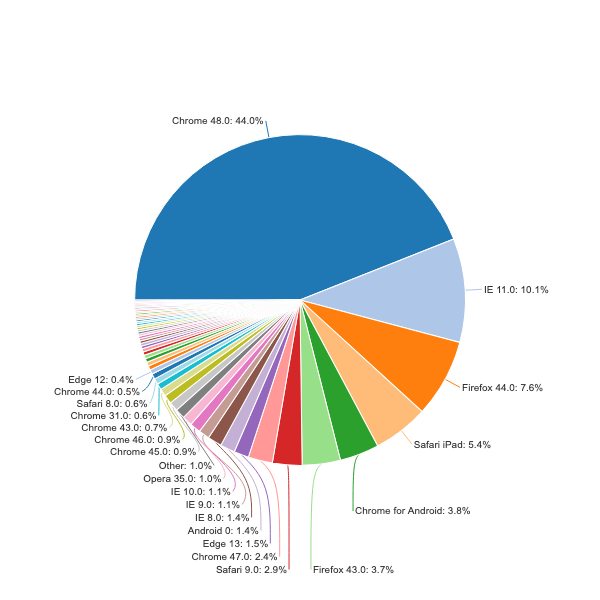 Chrome 48.0: 44.0%
IE 11.0: 10.1%
Firefox 44.0: 7.6%
Safari iPad: 5.4%
Chrome for Android: 3.8%
Firefox 43.0: 3.7%
Safari 9.0: 2.9%
Chrome 47.0: 2.4%
Edge 13: 1.5%
Android 0: 1.4%
IE 8.0: 1.4%
IE 9.0: 1.1%
IE 10.0: 1.1%
Opera 35.0: 1.0%
Other: 1.0%
Chrome 45.0: 0.9%
Chrome 46.0: 0.9%
Chrome 43.0: 0.7%
Chrome 31.0: 0.6%
Safari 8.0: 0.6%
Chrome 44.0: 0.5%
Edge 12: 0.4%